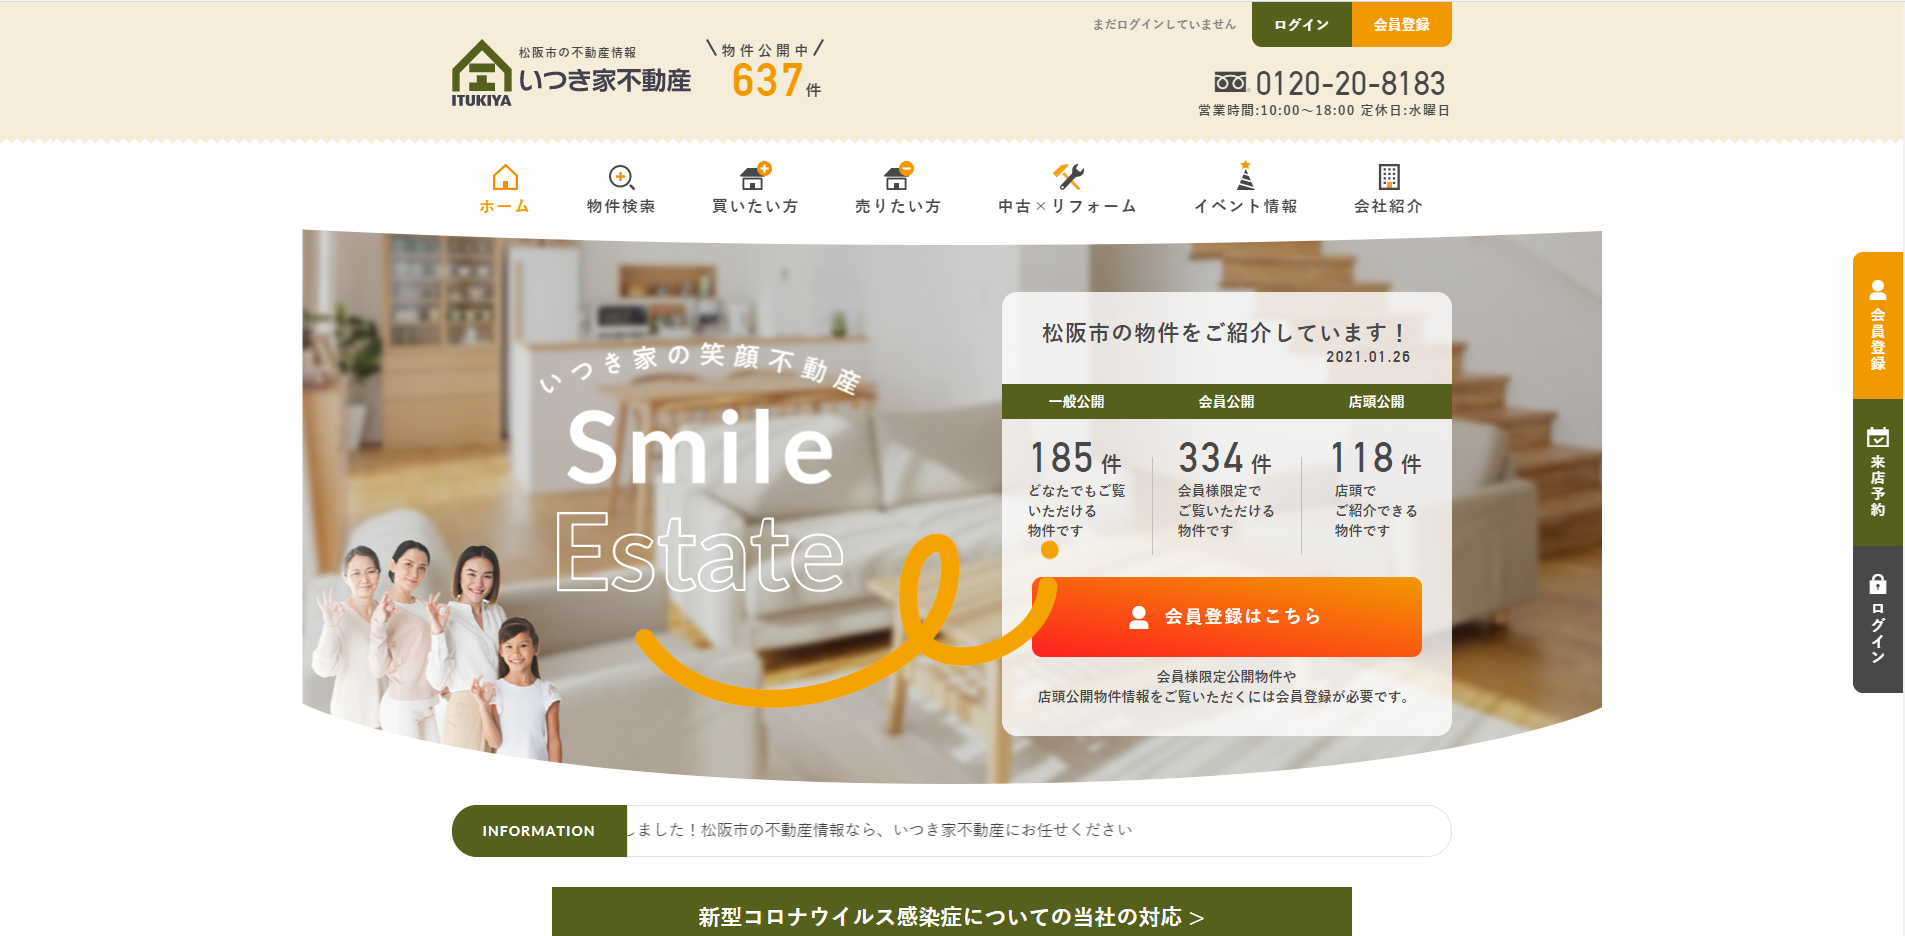 まだログインしていません
ログイン
会員登録
松阪市の不動産情報
いつき家不動産
ITUKIYA
物件公開中
637件
0120-20-8183
営業時間:10:00～18:00 定休日:水曜日
ホーム
物件検索
買いたい方
売りたい方
中古×リフォーム
イベント情報
会社紹介
いつき家の笑顔不動産
Smile
Estate
松阪市の物件をご紹介しています！
2021.01.26
一般公開
会員公開
店頭公開
185件
どなたでもご覧
いただける
物件です
334件
会員様限定で
ご覧いただける
物件です
118件
店頭で
ご紹介できる
物件です
会員登録はこちら
会員様限定公開物件や
店頭公開物件情報をご覧いただくには会員登録が必要です。
会員登録
来店予約
ログイン
INFORMATION
しました！松阪市の不動産情報なら、いつき家不動産にお任せください
新型コロナウイルス感染症についての当社の対応 >